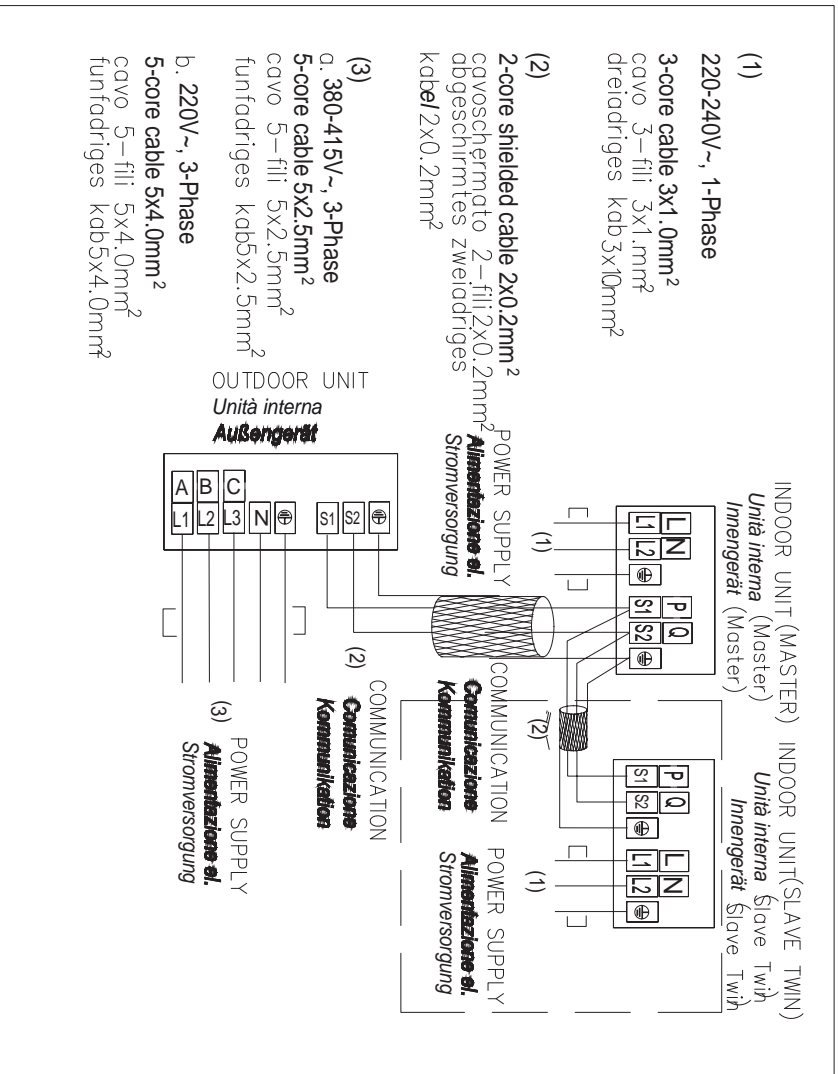 (1)
220-240V~, 1-Phase
3-core cable 3x1.0mm²
cavo 3-fili 3x1.mm²
dreiadriges kab3x10mm²
(2)
2-core shielded cable 2x0.2mm²
cavoschermato 2-fili2x0.2mm²
abgeschirmtes zweiadriges
kabel2x0.2mm²
(3)
a. 380-415V~, 3-Phase
5-core cable 5x2.5mm²
cavo 5-fili 5x2.5mm²
funfadriges kab5x2.5mm²
b. 220V~, 3-Phase
5-core cable 5x4.0mm²
cavo 5-fili 5x4.0mm²
funfadriges kab5x4.0mm²
INDOOR UNIT(MASTER)
Unità interna (Master)
Innengerät (Master)
L N P Q
L1 L2 S1 S2
POWER SUPPLY
Alimentazione el.
Stromversorgung
(1)
COMMUNICATION
Comunicazione
Kommunikation
(2)
INDOOR UNIT(SLAVE TWIN)
Unità interna Slave Twin)
Innengerät Slave Twin)
P Q L N
S1 S2 L1 L2
(1)
POWER SUPPLY
Alimentazione el.
Stromversorgung
OUTDOOR UNIT
Unità interna
Außengerät
A B C
L1 L2 L3 N S1 S2
(2)
COMMUNICATION
Comunicazione
Kommunikation
(3)
POWER SUPPLY
Alimentazione el.
Stromversorgung